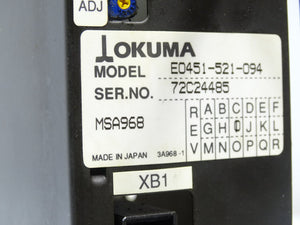 ADJ
OKUMA
MODEL E0451-521-094
SER.NO. 72C24485
MSA968
R A B C D E F
E G H I J K L
V M N O P Q R
MADE IN JAPAN 3A968-1
XB1